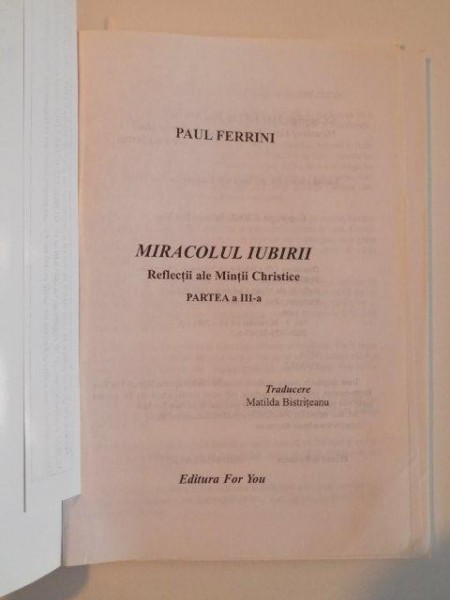 PAUL FERRINI
MIRACOLUL IUBIRII
Reflecții ale Minții Christice
PARTEA a III-a
Traducere
Matilda Bistrițeanu
Editura For You